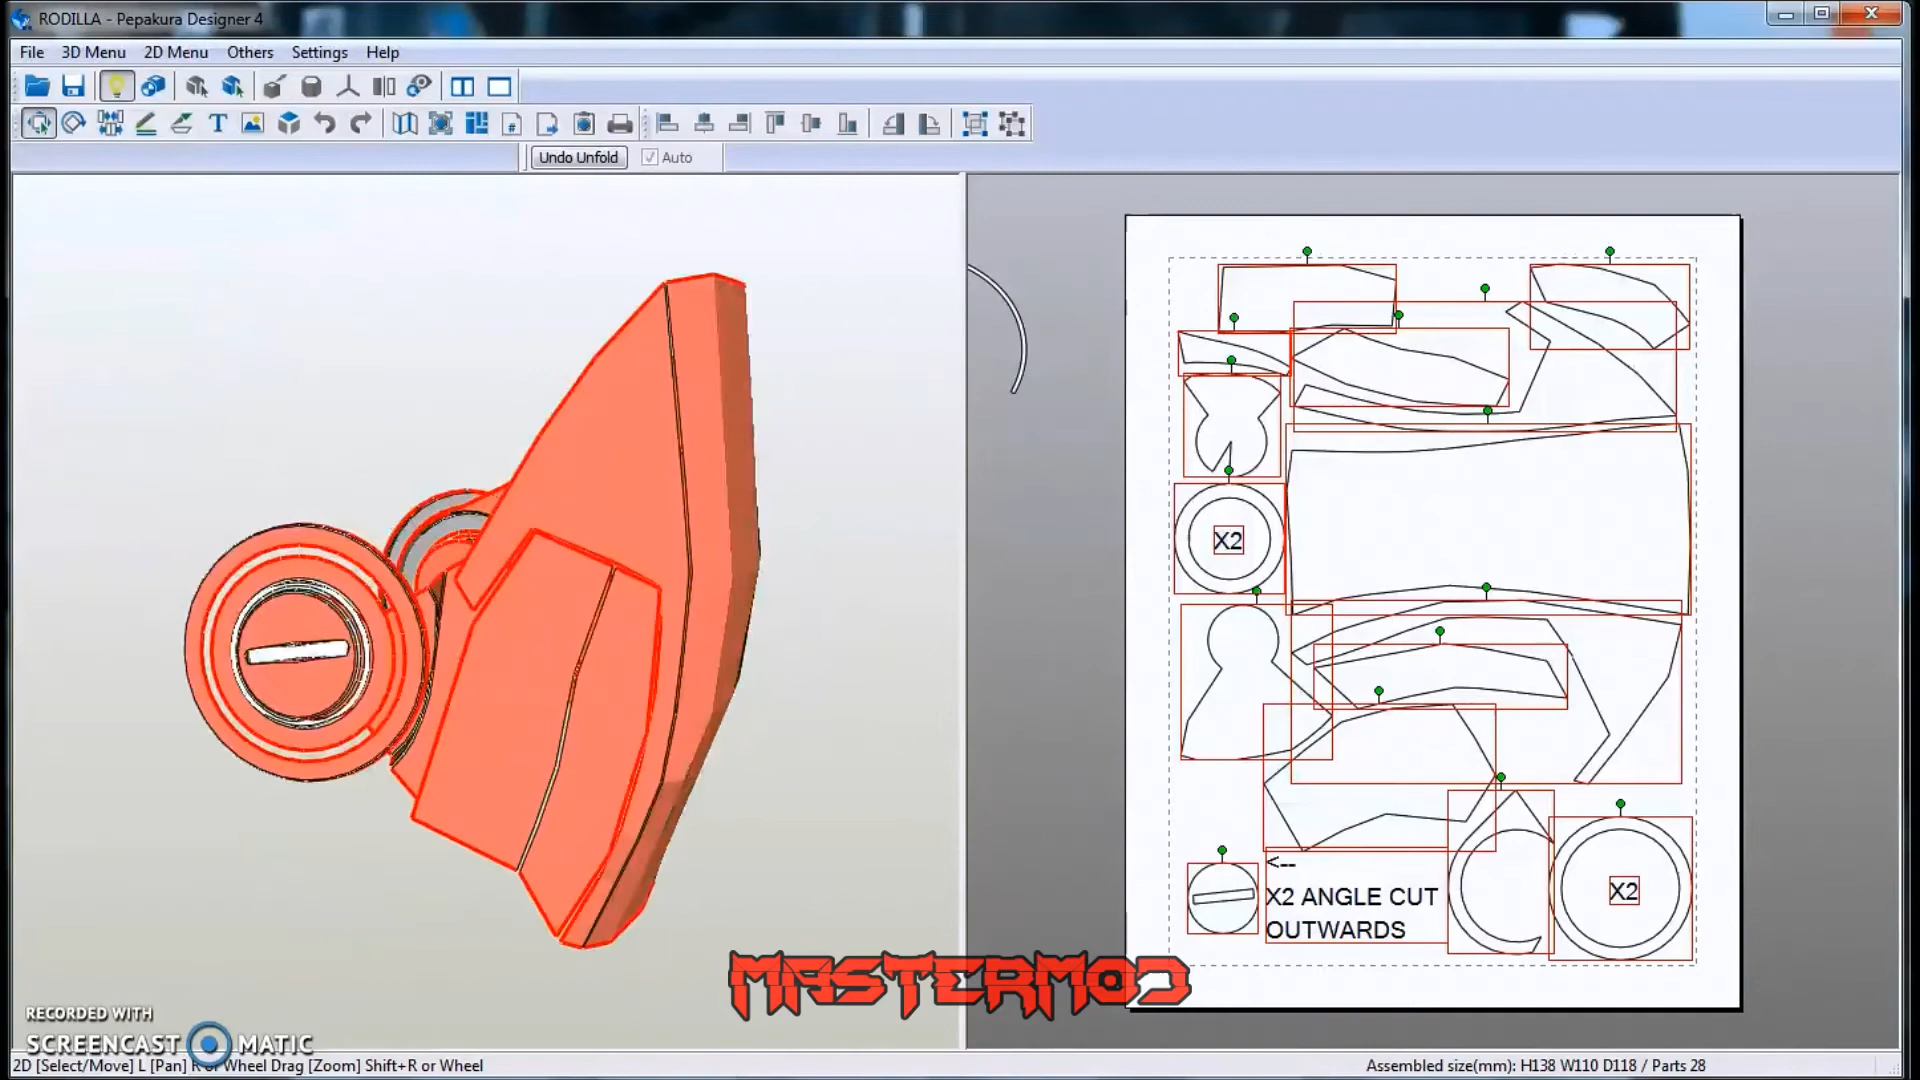 RODILLA - Pepakura Designer 4
File 3D Menu 2D Menu Others Settings Help
Undo Unfold Auto
X2
<--
X2 ANGLE CUT
OUTWARDS
X2
MASTERMOD
RECORDED WITH
SCREENCAST MATIC
2D [Select/Move] L [Pan] R or Wheel Drag [Zoom] Shift+R or Wheel
Assembled size(mm): H138 W110 D118 / Parts 28